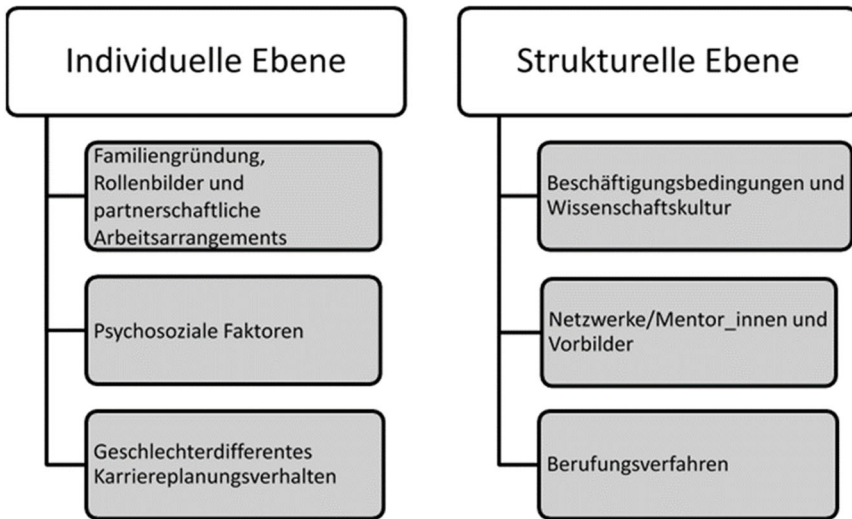 Individuelle Ebene
Familiengründung,
Rollenbilder und
partnerschaftliche
Arbeitsarrangements
Psychosoziale Faktoren
Geschlechterdifferentes
Karriereplanungsverhalten
Strukturelle Ebene
Beschäftigungsbedingungen und
Wissenschaftskultur
Netzwerke/Mentor_innen und
Vorbilder
Berufungsverfahren